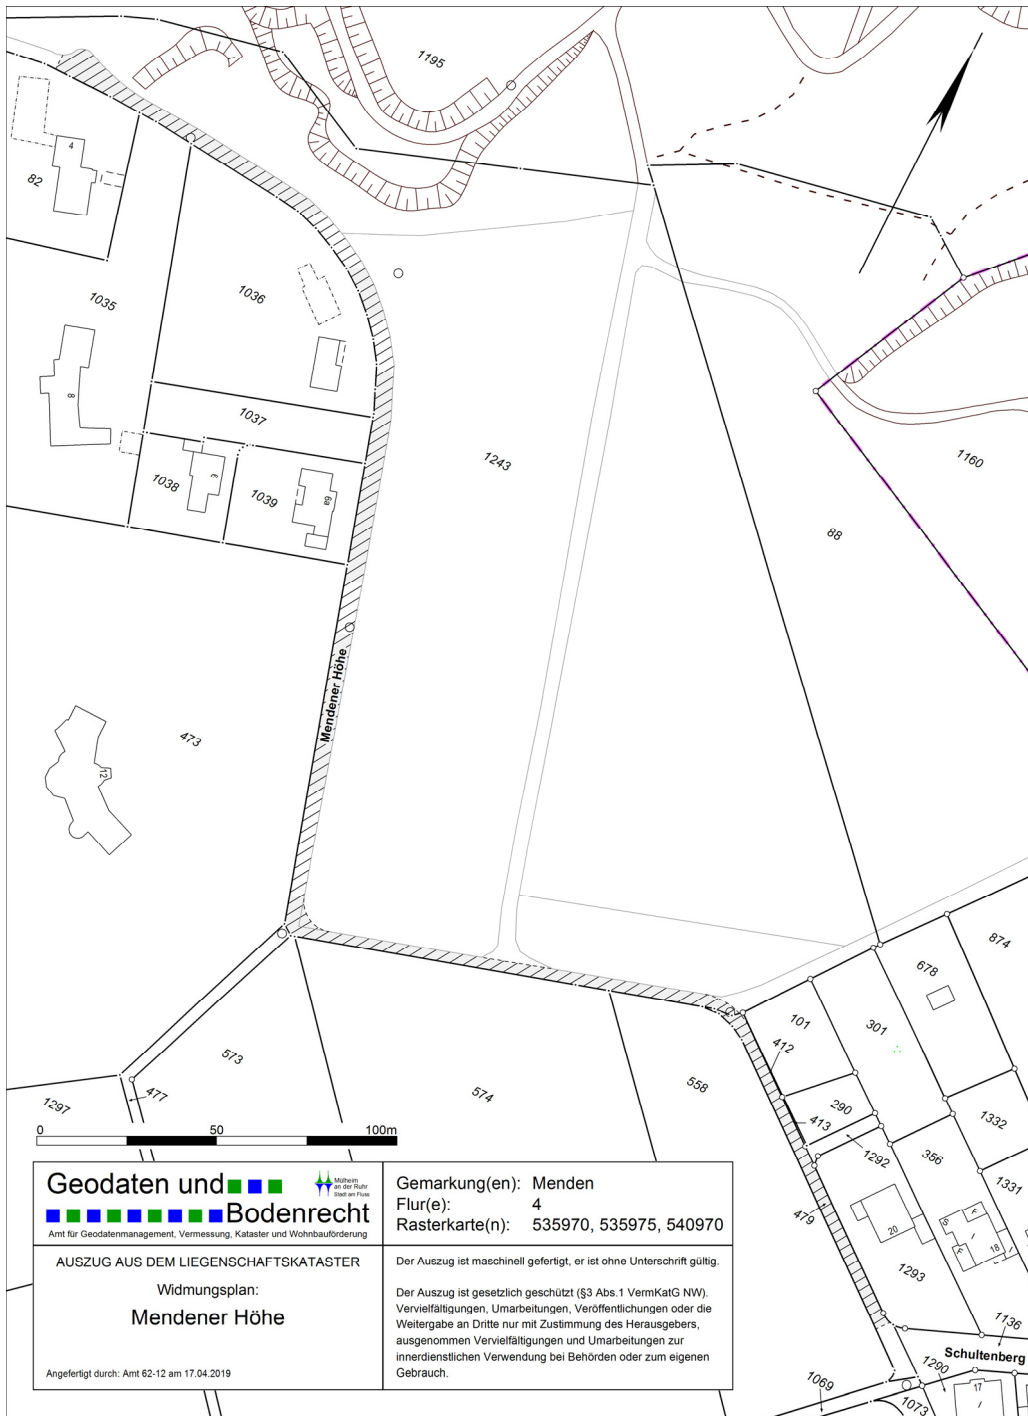 1195
4
82
1035
1036
8
1037
1038
1039
6a
1243
1160
88
Mendener Höhe
473
12
874
678
101
301
412
573
574
558
477
1297
290
413
1332
1292
356
1331
479
20
18
1293
1136
Schultenberg
1290
17
1069
1073
0 50 100m
Geodaten und
Mülheim
an der Ruhr
Stadt am Fluss
Bodenrecht
Amt für Geodatenmanagement, Vermessung, Kataster und Wohnbauförderung
Gemarkung(en): Menden
Flur(e): 4
Rasterkarte(n): 535970, 535975, 540970
AUSZUG AUS DEM LIEGENSCHAFTSKATASTER
Widmungsplan:
Mendener Höhe
Angefertigt durch: Amt 62-12 am 17.04.2019
Der Auszug ist maschinell gefertigt, er ist ohne Unterschrift gültig.
Der Auszug ist gesetzlich geschützt (§3 Abs.1 VermKatG NW).
Vervielfältigungen, Umarbeitungen, Veröffentlichungen oder die
Weitergabe an Dritte nur mit Zustimmung des Herausgebers,
ausgenommen Vervielfältigungen und Umarbeitungen zur
innerdienstlichen Verwendung bei Behörden oder zum eigenen
Gebrauch.